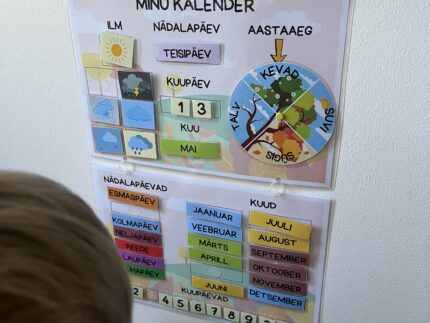 MINU KALENDER
ILM
NÄDALAPÄEV
AASTAAEG
TEISIPÄEV
KUUPÄEV
1 3
KUU
MAI
KEVAD
SUVI
SÜGIS
TALV
NÄDALAPÄEVAD
ESMASPÄEV
KOLMAPÄEV
NELJAPÄEV
REEDE
LAUPÄEV
KUUD
JAANUAR
VEEBRUAR
MÄRTS
APRILL
JUUNI
JUULI
AUGUST
SEPTEMBER
OKTOOBER
NOVEMBER
DETSEMBER
KUUPÄEVAD
2 4 5 6 7 8 9